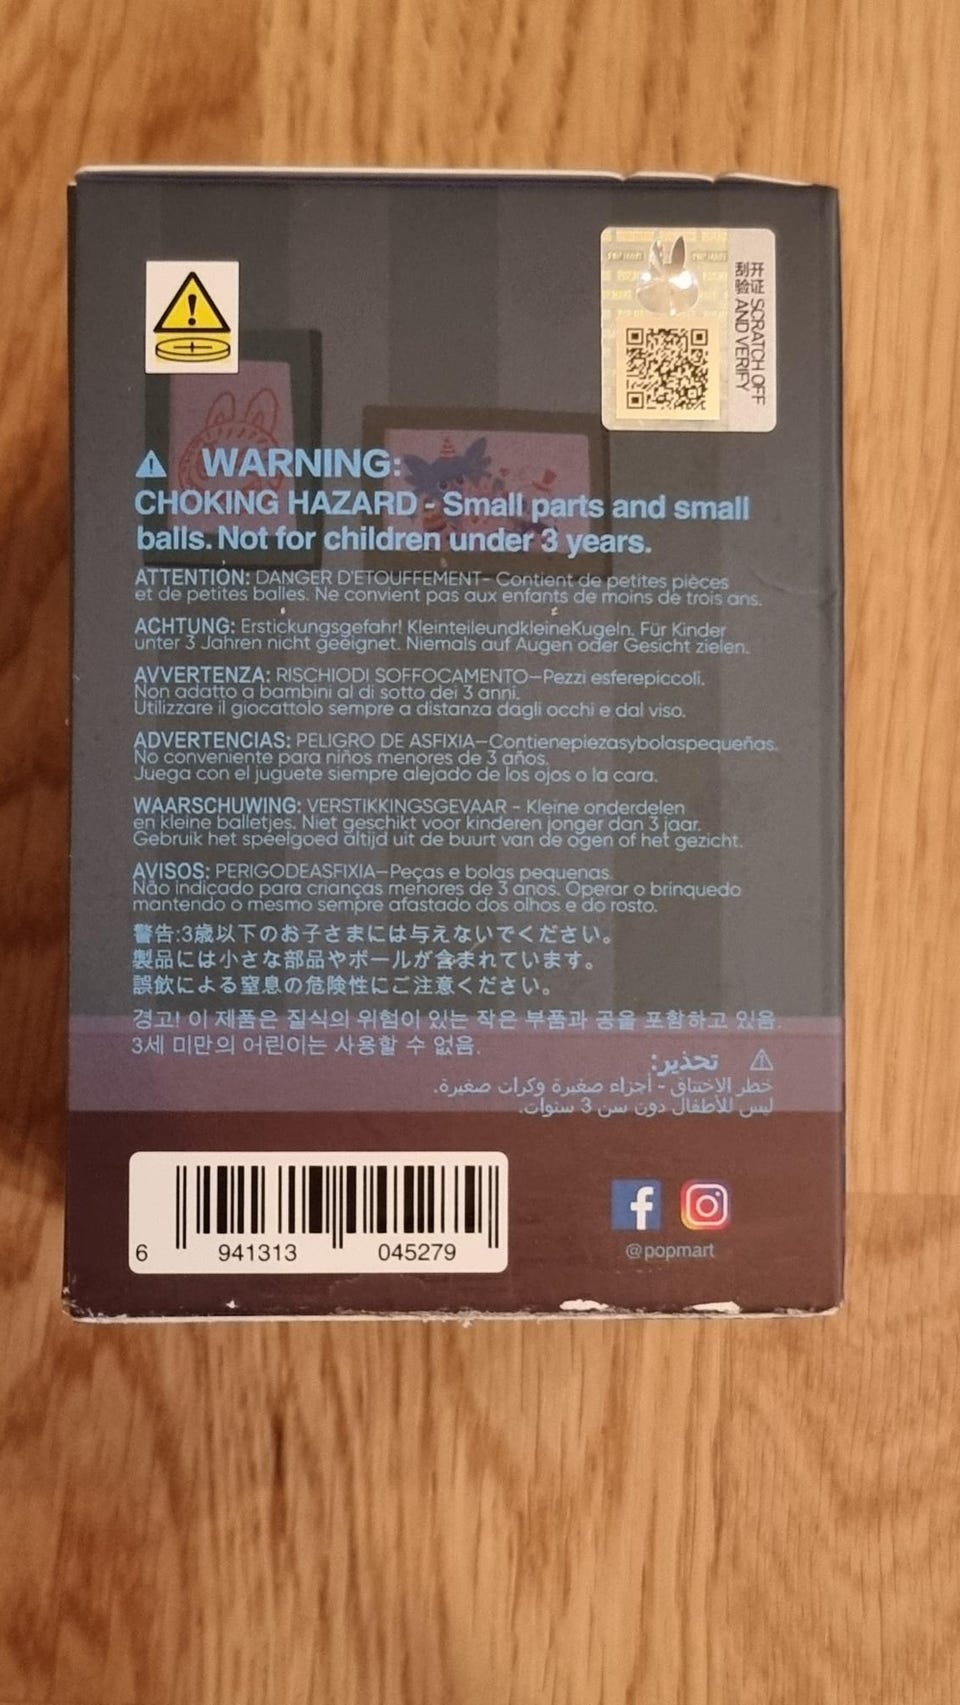 开证 SCRATCH OFF
刮验 AND VERIFY
WARNING:
CHOKING HAZARD - Small parts and small
balls. Not for children under 3 years.
ATTENTION: DANGER D'ETOUFFEMENT- Contient de petites pièces
et de petites balles. Ne convient pas aux enfants de moins de trois ans.
ACHTUNG: Erstickungsgefahr! KleinteileundkleineKugeln. Für Kinder
unter 3 Jahren nicht geeignet. Niemals auf Augen oder Gesicht zielen.
AVVERTENZA: RISCHIODI SOFFOCAMENTO—Pezzi esferepiccoli.
Non adatto a bambini al di sotto dei 3 anni.
Utilizzare il giocattolo sempre a distanza dagli occhi e dal viso.
ADVERTENCIAS: PELIGRO DE ASFIXIA—Contienepiezasybolaspequeñas.
No conveniente para niños menores de 3 años.
Juega con el juguete siempre alejado de los ojos o la cara.
WAARSCHUWING: VERSTIKKINGSGEVAAR - Kleine onderdelen
en kleine balletjes. Niet geschikt voor kinderen jonger dan 3 jaar.
Gebruik het speelgoed altijd uit de buurt van de ogen of het gezicht.
AVISOS: PERIGODEASFIXIA—Peças e bolas pequenas.
Não indicado para crianças menores de 3 anos. Operar o brinquedo
mantendo o mesmo sempre afastado dos olhos e do rosto.
警告:3歳以下のお子さまには与えないでください。
製品には小さな部品やボールが含まれています。
誤飲による窒息の危険性にご注意ください。
경고! 이 제품은 질식의 위험이 있는 작은 부품과 공을 포함하고 있음.
3세 미만의 어린이는 사용할 수 없음.
تحذير:
خطر الاختناق - أجزاء صغيرة وكرات صغيرة.
ليس للأطفال دون سن 3 سنوات.
6 941313 045279
@popmart